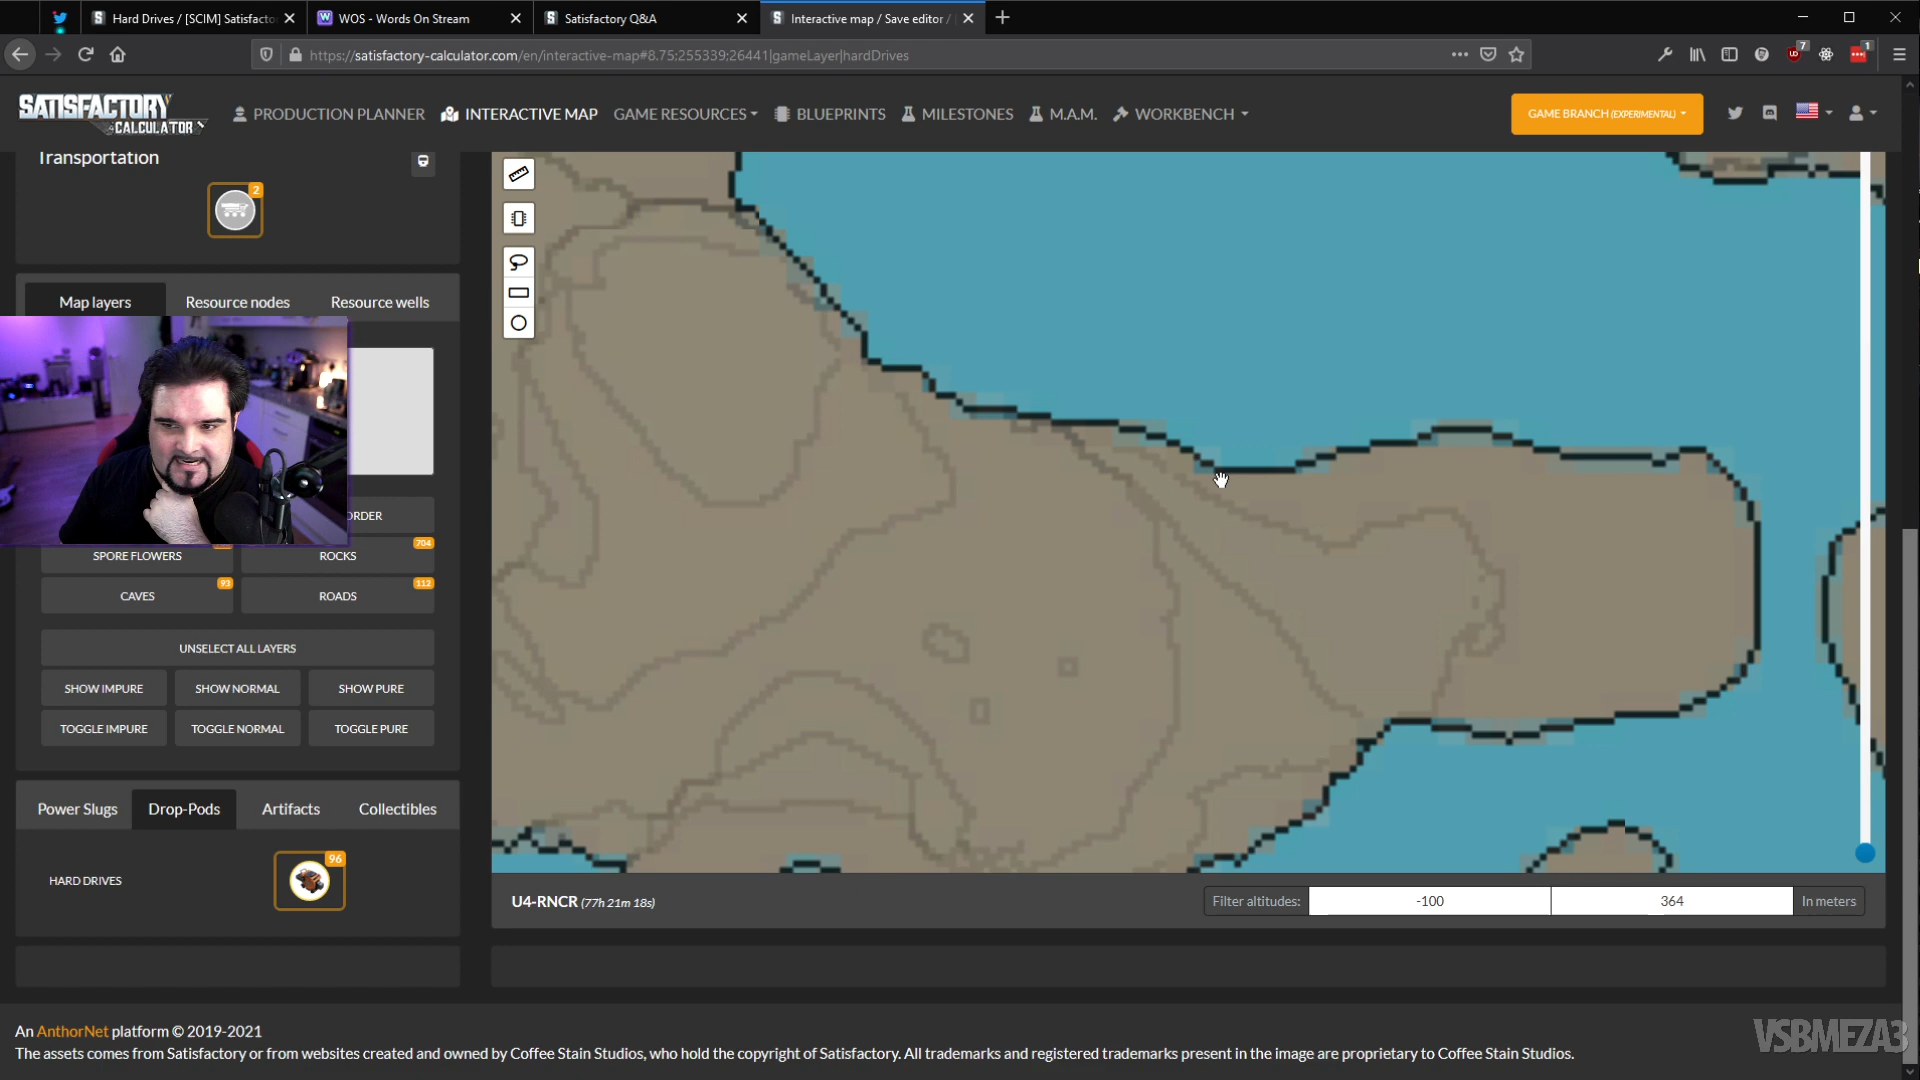 Hard Drives / [SCIM] Satisfacto
WOS - Words On Stream
Satisfactory Q&A
Interactive map / Save editor /
https://satisfactory-calculator.com/en/interactive-map#8.75;255339;26441|gameLayer|hardDrives
7
1
SATISFACTORY
CALCULATOR
PRODUCTION PLANNER
INTERACTIVE MAP
GAME RESOURCES
BLUEPRINTS
MILESTONES
M.A.M.
WORKBENCH
GAME BRANCH (EXPERIMENTAL)
Transportation
2
Map layers
Resource nodes
Resource wells
ORDER
SPORE FLOWERS
ROCKS
704
CAVES
93
ROADS
112
UNSELECT ALL LAYERS
SHOW IMPURE
SHOW NORMAL
SHOW PURE
TOGGLE IMPURE
TOGGLE NORMAL
TOGGLE PURE
Power Slugs
Drop-Pods
Artifacts
Collectibles
HARD DRIVES
96
U4-RNCR (77h 21m 18s)
Filter altitudes:
-100
364
In meters
An AnthorNet platform © 2019-2021
The assets comes from Satisfactory or from websites created and owned by Coffee Stain Studios, who hold the copyright of Satisfactory. All trademarks and registered trademarks present in the image are proprietary to Coffee Stain Studios.
VSBMEZA3